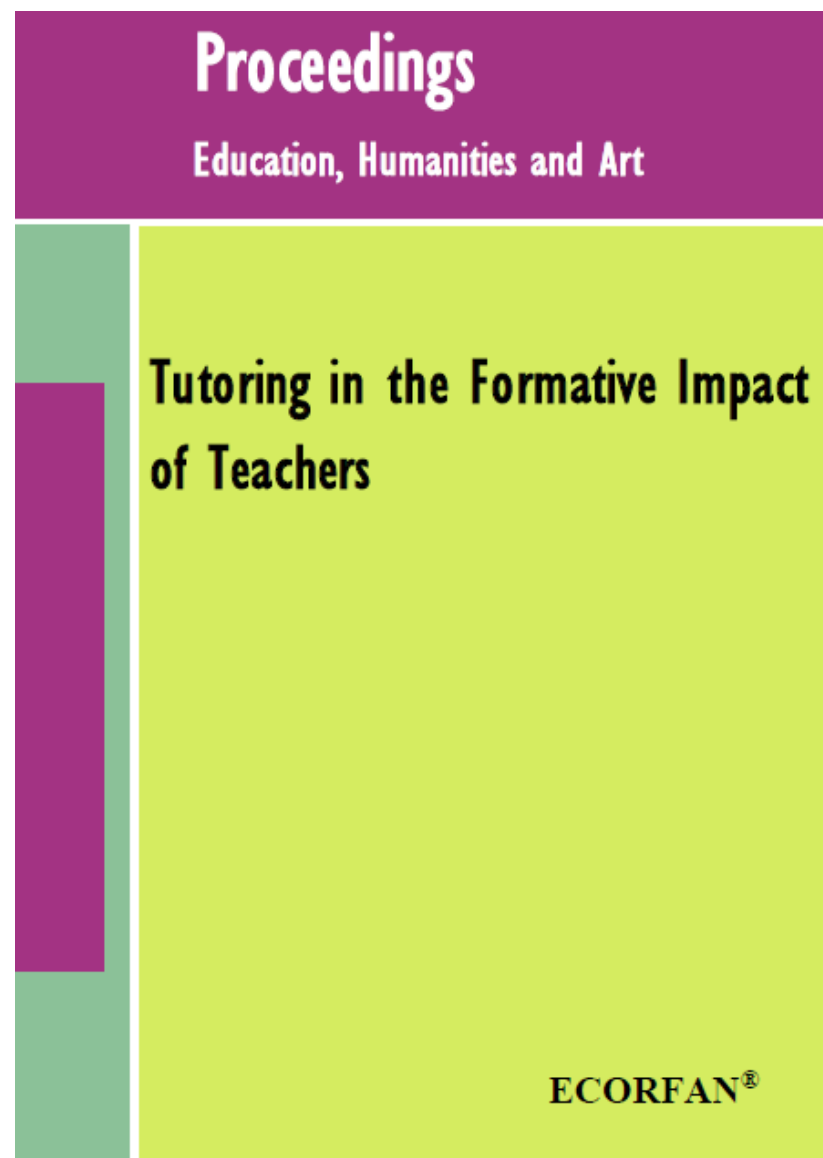 Proceedings
Education, Humanities and Art
Tutoring in the Formative Impact
of Teachers
ECORFAN®